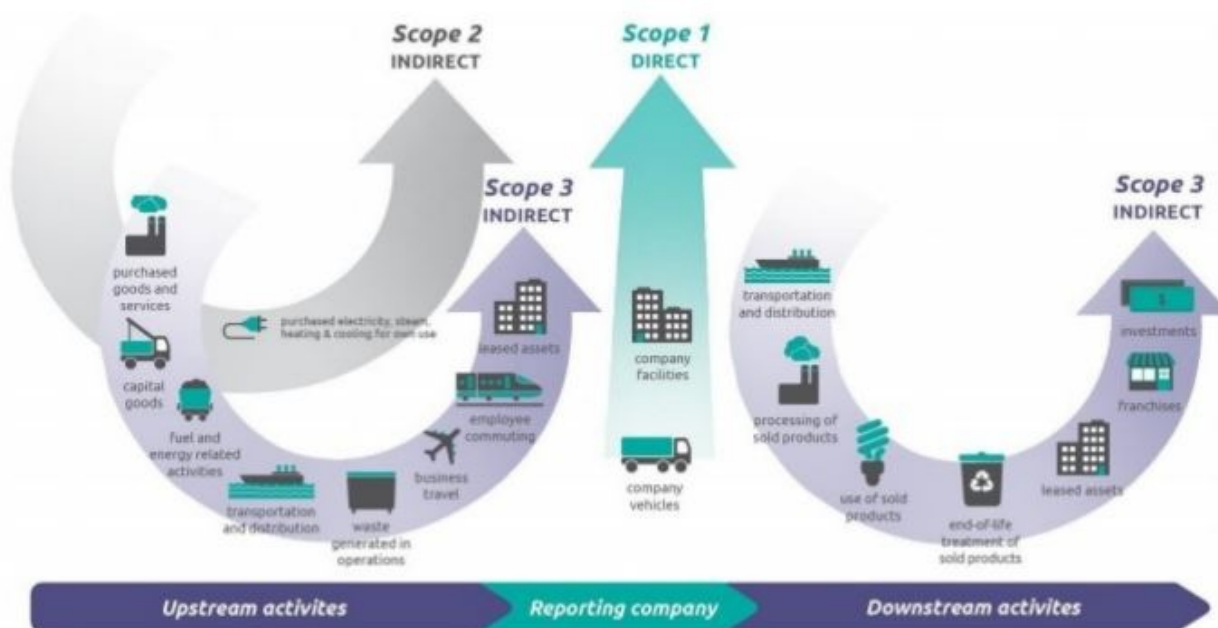 Scope 2
INDIRECT
Scope 1
DIRECT
Scope 3
INDIRECT
Scope 3
INDIRECT
purchased
goods and
services
capital
goods
fuel and
energy related
activities
transportation
and distribution
waste
generated in
operations
business
travel
employee
commuting
leased assets
purchased electricity, steam,
heating & cooling for own use
company
facilities
company
vehicles
transportation
and distribution
processing of
sold products
use of sold
products
end-of-life
treatment of
sold products
leased assets
franchises
investments
$
Upstream activites
Reporting company
Downstream activites